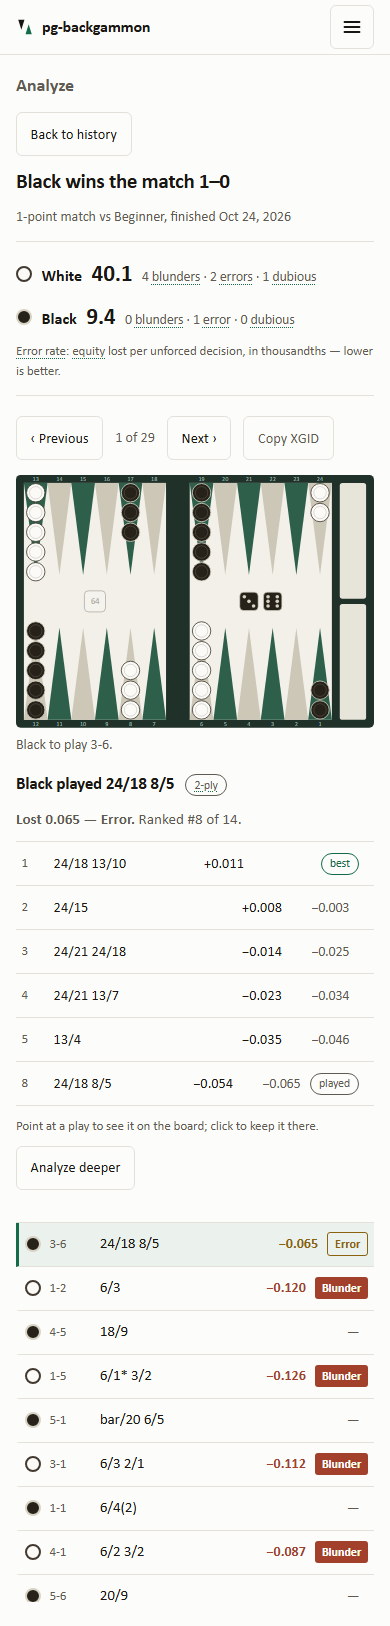 pg-backgammon
Analyze
Back to history
Black wins the match 1–0
1-point match vs Beginner, finished Oct 24, 2026
White 40.1 4 blunders · 2 errors · 1 dubious
Black 9.4 0 blunders · 1 error · 0 dubious
Error rate: equity lost per unforced decision, in thousandths — lower
is better.
‹ Previous 1 of 29 Next › Copy XGID
13 14 15 16 17 18 19 20 21 22 23 24
64
12 11 10 9 8 7 6 5 4 3 2 1
Black to play 3-6.
Black played 24/18 8/5 2-ply
Lost 0.065 — Error. Ranked #8 of 14.
1 24/18 13/10 +0.011 best
2 24/15 +0.008 −0.003
3 24/21 24/18 −0.014 −0.025
4 24/21 13/7 −0.023 −0.034
5 13/4 −0.035 −0.046
8 24/18 8/5 −0.054 −0.065 played
Point at a play to see it on the board; click to keep it there.
Analyze deeper
3-6 24/18 8/5 −0.065 Error
1-2 6/3 −0.120 Blunder
4-5 18/9 —
1-5 6/1* 3/2 −0.126 Blunder
5-1 bar/20 6/5 —
3-1 6/3 2/1 −0.112 Blunder
1-1 6/4(2) —
4-1 6/2 3/2 −0.087 Blunder
5-6 20/9 —